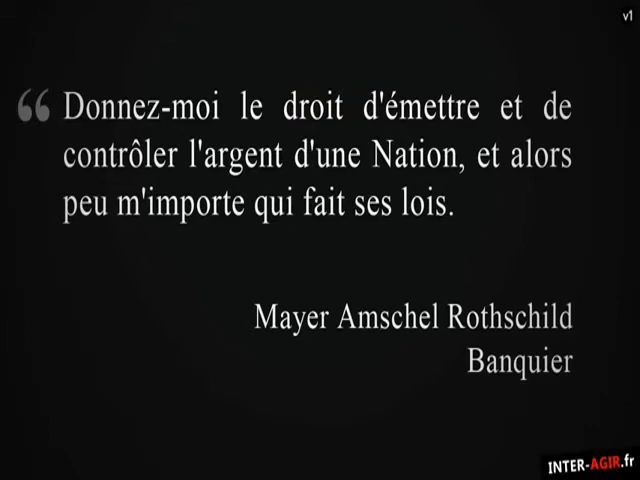 v1
“ Donnez-moi le droit d'émettre et de
contrôler l'argent d'une Nation, et alors
peu m'importe qui fait ses lois.
Mayer Amschel Rothschild
Banquier
INTER-AGIR.fr